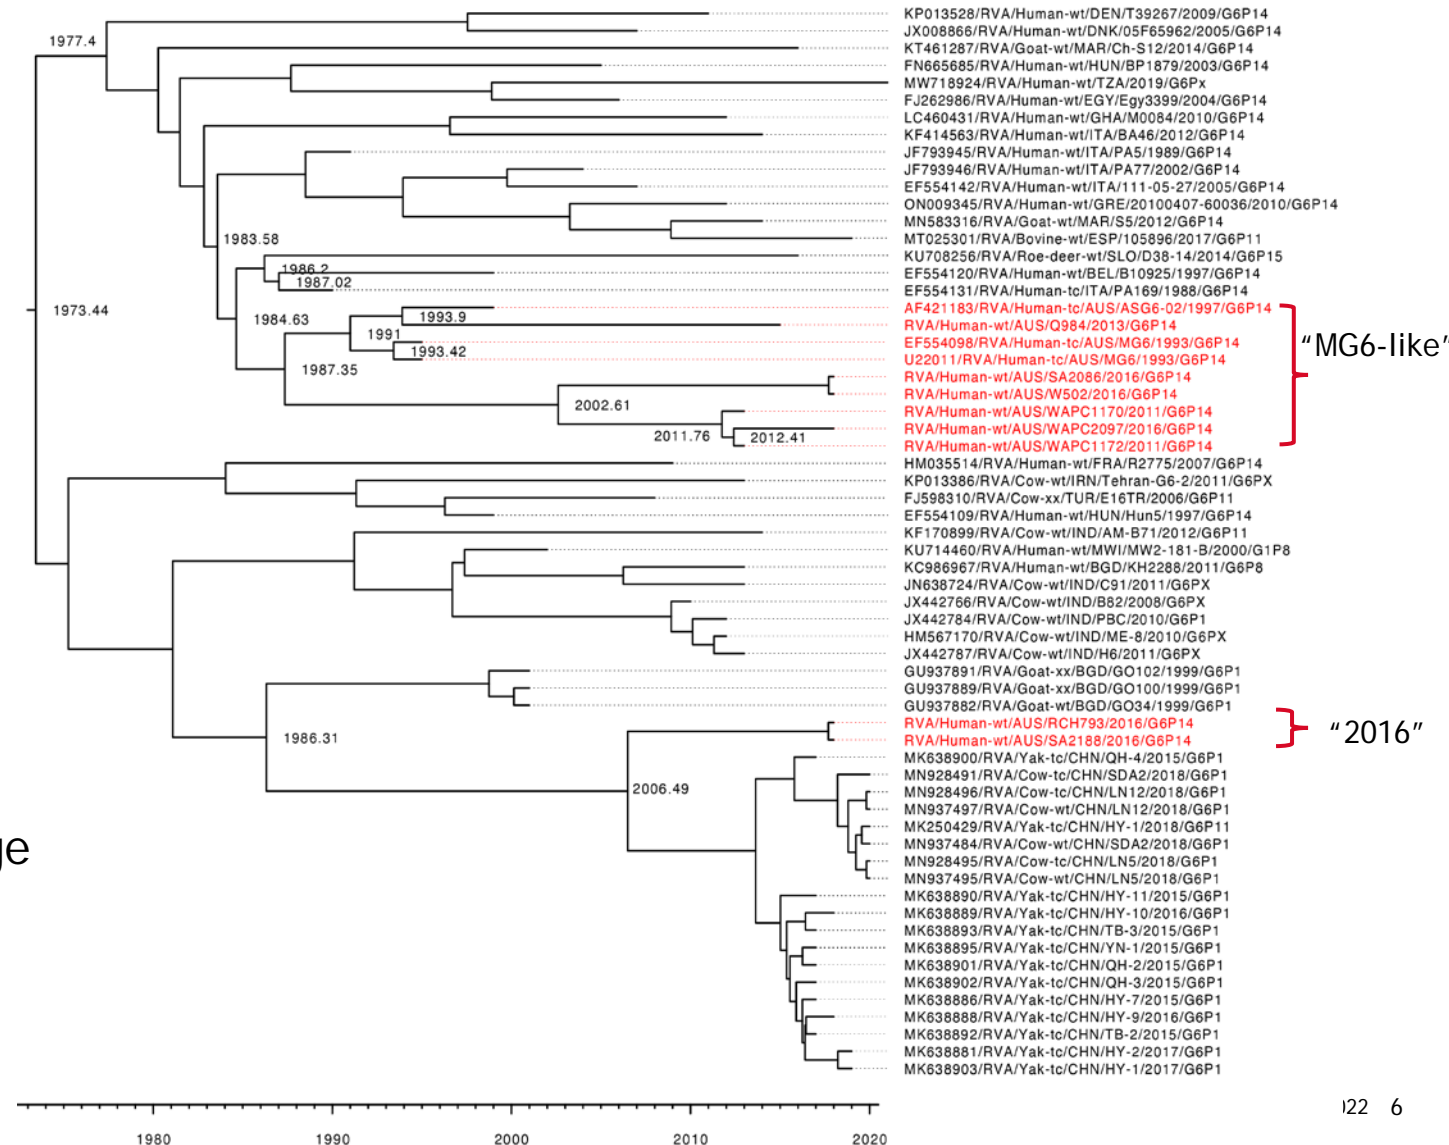 KP013528/RVA/Human-wt/DEN/T39267/2009/G6P14
JX008866/RVA/Human-wt/DNK/05F65962/2005/G6P14
1977.4
KT461287/RVA/Goat-wt/MAR/Ch-S12/2014/G6P14
FN665685/RVA/Human-wt/HUN/BP1879/2003/G6P14
MW718924/RVA/Human-wt/TZA/2019/G6Px
FJ262986/RVA/Human-wt/EGY/Egy3399/2004/G6P14
LC460431/RVA/Human-wt/GHA/M0084/2010/G6P14
KF414563/RVA/Human-wt/ITA/BA46/2012/G6P14
JF793945/RVA/Human-wt/ITA/PA5/1989/G6P14
JF793946/RVA/Human-wt/ITA/PA77/2002/G6P14
EF554142/RVA/Human-wt/ITA/111-05-27/2005/G6P14
ON009345/RVA/Human-wt/GRE/20100407-60036/2010/G6P14
MN583316/RVA/Goat-wt/MAR/S5/2012/G6P14
1983.58
MT025301/RVA/Bovine-wt/ESP/105896/2017/G6P11
KU708256/RVA/Roe-deer-wt/SLO/D38-14/2014/G6P15
1986.2
EF554120/RVA/Human-wt/BEL/B10925/1997/G6P14
1987.02
EF554131/RVA/Human-tc/ITA/PA169/1988/G6P14
1973.44
AF421183/RVA/Human-tc/AUS/ASG6-02/1997/G6P14
1984.63
1993.9
RVA/Human-wt/AUS/Q984/2013/G6P14
1991
EF554098/RVA/Human-tc/AUS/MG6/1993/G6P14
"MG6-like"
1993.42
U22011/RVA/Human-tc/AUS/MG6/1993/G6P14
1987.35
RVA/Human-wt/AUS/SA2086/2016/G6P14
RVA/Human-wt/AUS/W502/2016/G6P14
2002.61
RVA/Human-wt/AUS/WAPC1170/2011/G6P14
RVA/Human-wt/AUS/WAPC2097/2016/G6P14
2011.76
2012.41
RVA/Human-wt/AUS/WAPC1172/2011/G6P14
HM035514/RVA/Human-wt/FRA/R2775/2007/G6P14
KP013386/RVA/Cow-wt/IRN/Tehran-G6-2/2011/G6PX
FJ598310/RVA/Cow-xx/TUR/E16TR/2006/G6P11
EF554109/RVA/Human-wt/HUN/Hun5/1997/G6P14
KF170899/RVA/Cow-wt/IND/AM-B71/2012/G6P11
KU714460/RVA/Human-wt/MWI/MW2-181-B/2000/G1P8
KC986967/RVA/Human-wt/BGD/KH2288/2011/G6P8
JN638724/RVA/Cow-wt/IND/C91/2011/G6PX
JX442766/RVA/Cow-wt/IND/B82/2008/G6PX
JX442784/RVA/Cow-wt/IND/PBC/2010/G6P1
HM567170/RVA/Cow-wt/IND/ME-8/2010/G6PX
JX442787/RVA/Cow-wt/IND/H6/2011/G6PX
GU937891/RVA/Goat-xx/BGD/GO102/1999/G6P1
GU937889/RVA/Goat-xx/BGD/GO100/1999/G6P1
GU937882/RVA/Goat-wt/BGD/GO34/1999/G6P1
RVA/Human-wt/AUS/RCH793/2016/G6P14
1986.31
"2016"
RVA/Human-wt/AUS/SA2188/2016/G6P14
MK638900/RVA/Yak-tc/CHN/QH-4/2015/G6P1
MN928491/RVA/Cow-tc/CHN/SDA2/2018/G6P1
2006.49
MN928496/RVA/Cow-tc/CHN/LN12/2018/G6P1
MN937497/RVA/Cow-wt/CHN/LN12/2018/G6P1
MK250429/RVA/Yak-tc/CHN/HY-1/2018/G6P11
MN937484/RVA/Cow-wt/CHN/SDA2/2018/G6P1
ge
MN928495/RVA/Cow-tc/CHN/LN5/2018/G6P1
MN937495/RVA/Cow-wt/CHN/LN5/2018/G6P1
MK638890/RVA/Yak-tc/CHN/HY-11/2015/G6P1
MK638889/RVA/Yak-tc/CHN/HY-10/2016/G6P1
MK638893/RVA/Yak-tc/CHN/TB-3/2015/G6P1
MK638895/RVA/Yak-tc/CHN/YN-1/2015/G6P1
MK638901/RVA/Yak-tc/CHN/QH-2/2015/G6P1
MK638902/RVA/Yak-tc/CHN/QH-3/2015/G6P1
MK638886/RVA/Yak-tc/CHN/HY-7/2015/G6P1
MK638888/RVA/Yak-tc/CHN/HY-9/2016/G6P1
MK638892/RVA/Yak-tc/CHN/TB-2/2015/G6P1
MK638881/RVA/Yak-tc/CHN/HY-2/2017/G6P1
MK638903/RVA/Yak-tc/CHN/HY-1/2017/G6P1
022 6
1980 1990 2000 2010 2020